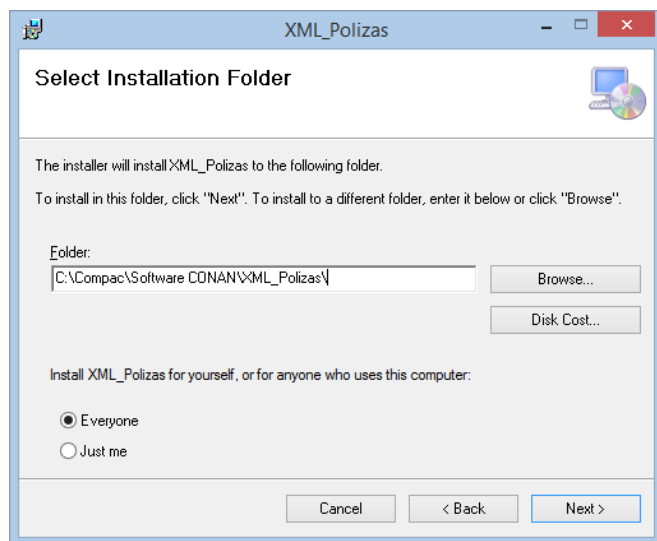 XML_Polizas
Select Installation Folder
The installer will install XML_Polizas to the following folder.
To install in this folder, click "Next". To install to a different folder, enter it below or click "Browse".
Folder:
C:\Compac\Software CONAN\XML_Polizas\
Browse...
Disk Cost...
Install XML_Polizas for yourself, or for anyone who uses this computer:
Everyone
Just me
Cancel
< Back
Next >